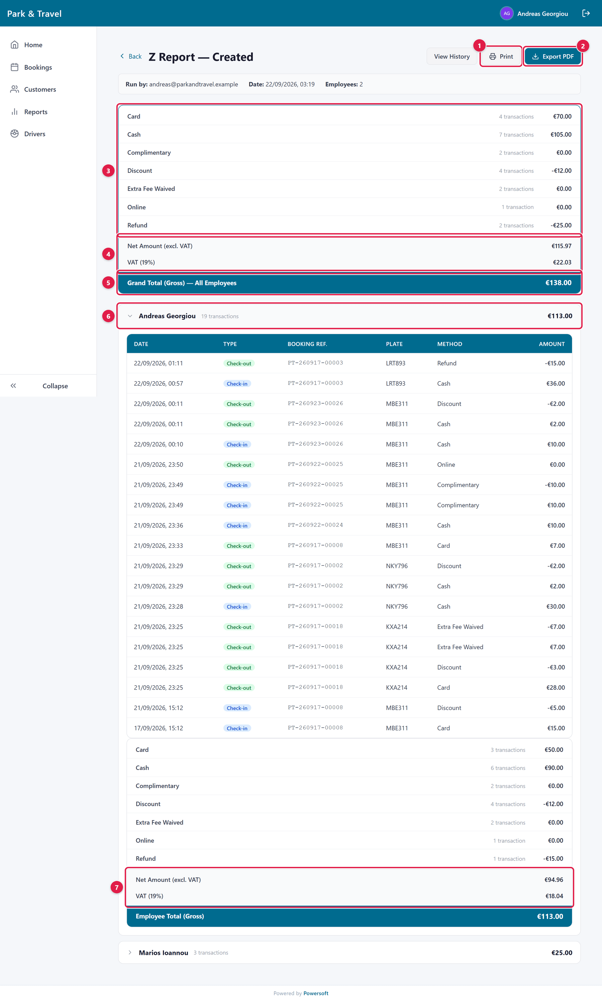 Park & Travel
AG Andreas Georgiou
Home
Bookings
Customers
Reports
Drivers
Collapse
Back Z Report — Created
View History
1 Print
2 Export PDF
Run by: andreas@parkandtravel.example Date: 22/09/2026, 03:19 Employees: 2
Card 4 transactions €70.00
Cash 7 transactions €105.00
Complimentary 2 transactions €0.00
3 Discount 4 transactions -€12.00
Extra Fee Waived 2 transactions €0.00
Online 1 transaction €0.00
Refund 2 transactions -€25.00
Net Amount (excl. VAT) €115.97
4
VAT (19%) €22.03
5 Grand Total (Gross) — All Employees €138.00
6 Andreas Georgiou 19 transactions €113.00
DATE TYPE BOOKING REF. PLATE METHOD AMOUNT
22/09/2026, 01:11 Check-out PT-260917-00003 LRT893 Refund -€15.00
22/09/2026, 00:57 Check-in PT-260917-00003 LRT893 Cash €36.00
22/09/2026, 00:11 Check-out PT-260923-00026 MBE311 Discount -€2.00
22/09/2026, 00:11 Check-out PT-260923-00026 MBE311 Cash €2.00
22/09/2026, 00:10 Check-in PT-260923-00026 MBE311 Cash €10.00
21/09/2026, 23:50 Check-out PT-260922-00025 MBE311 Online €0.00
21/09/2026, 23:49 Check-in PT-260922-00025 MBE311 Complimentary -€10.00
21/09/2026, 23:49 Check-in PT-260922-00025 MBE311 Complimentary €10.00
21/09/2026, 23:36 Check-in PT-260922-00024 MBE311 Cash €10.00
21/09/2026, 23:33 Check-out PT-260917-00008 MBE311 Card €7.00
21/09/2026, 23:29 Check-out PT-260917-00002 NKY796 Discount -€2.00
21/09/2026, 23:29 Check-out PT-260917-00002 NKY796 Cash €2.00
21/09/2026, 23:28 Check-in PT-260917-00002 NKY796 Cash €30.00
21/09/2026, 23:25 Check-out PT-260917-00018 KXA214 Extra Fee Waived -€7.00
21/09/2026, 23:25 Check-out PT-260917-00018 KXA214 Extra Fee Waived €7.00
21/09/2026, 23:25 Check-out PT-260917-00018 KXA214 Discount -€3.00
21/09/2026, 23:25 Check-out PT-260917-00018 KXA214 Card €28.00
21/09/2026, 15:12 Check-in PT-260917-00008 MBE311 Discount -€5.00
17/09/2026, 15:12 Check-in PT-260917-00008 MBE311 Card €15.00
Card 3 transactions €50.00
Cash 6 transactions €90.00
Complimentary 2 transactions €0.00
Discount 4 transactions -€12.00
Extra Fee Waived 2 transactions €0.00
Online 1 transaction €0.00
Refund 1 transaction -€15.00
Net Amount (excl. VAT) €94.96
7
VAT (19%) €18.04
Employee Total (Gross) €113.00
Marios Ioannou 3 transactions €25.00
Powered by Powersoft